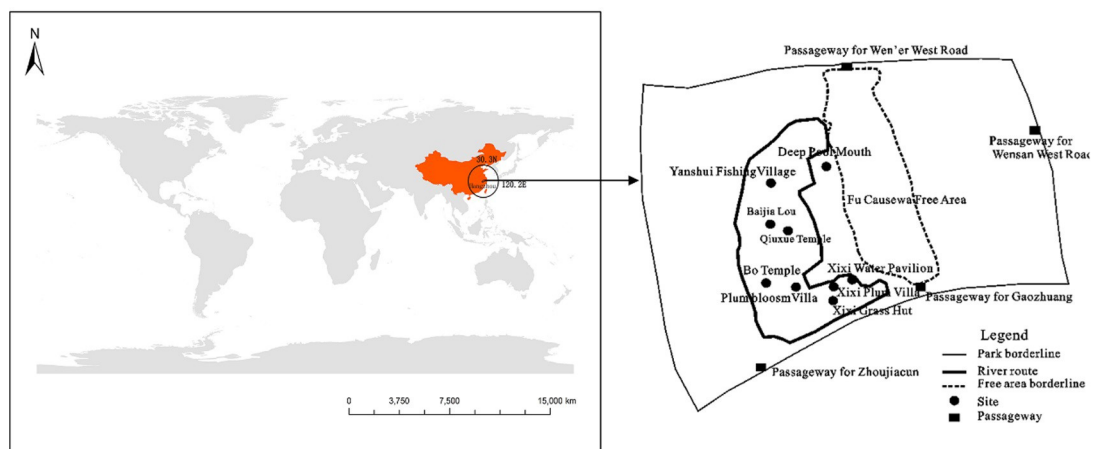 N
30.3N
120.2E
0 3,750 7,500 15,000 km
Passageway for Wen'er West Road
Passageway for
Wensan West Road
Deep Pool Mouth
Yanshui Fishing Village
Fu Causewa Free Area
Baijia Lou
Qiuxue Temple
Xixi Water Pavilion
Bo Temple
Plumbloosm Villa
Xixi Plum Villa
Passageway for Gaozhuang
Xixi Grass Hut
Passageway for Zhoujiacun
Legend
Park borderline
River route
Free area borderline
Site
Passageway